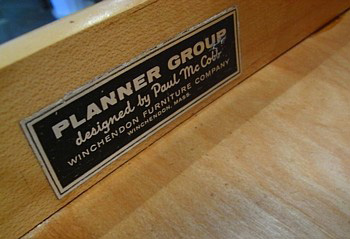 PLANNER GROUP
designed by Paul McCobb
WINCHENDON FURNITURE COMPANY
WINCHENDON, MASS.